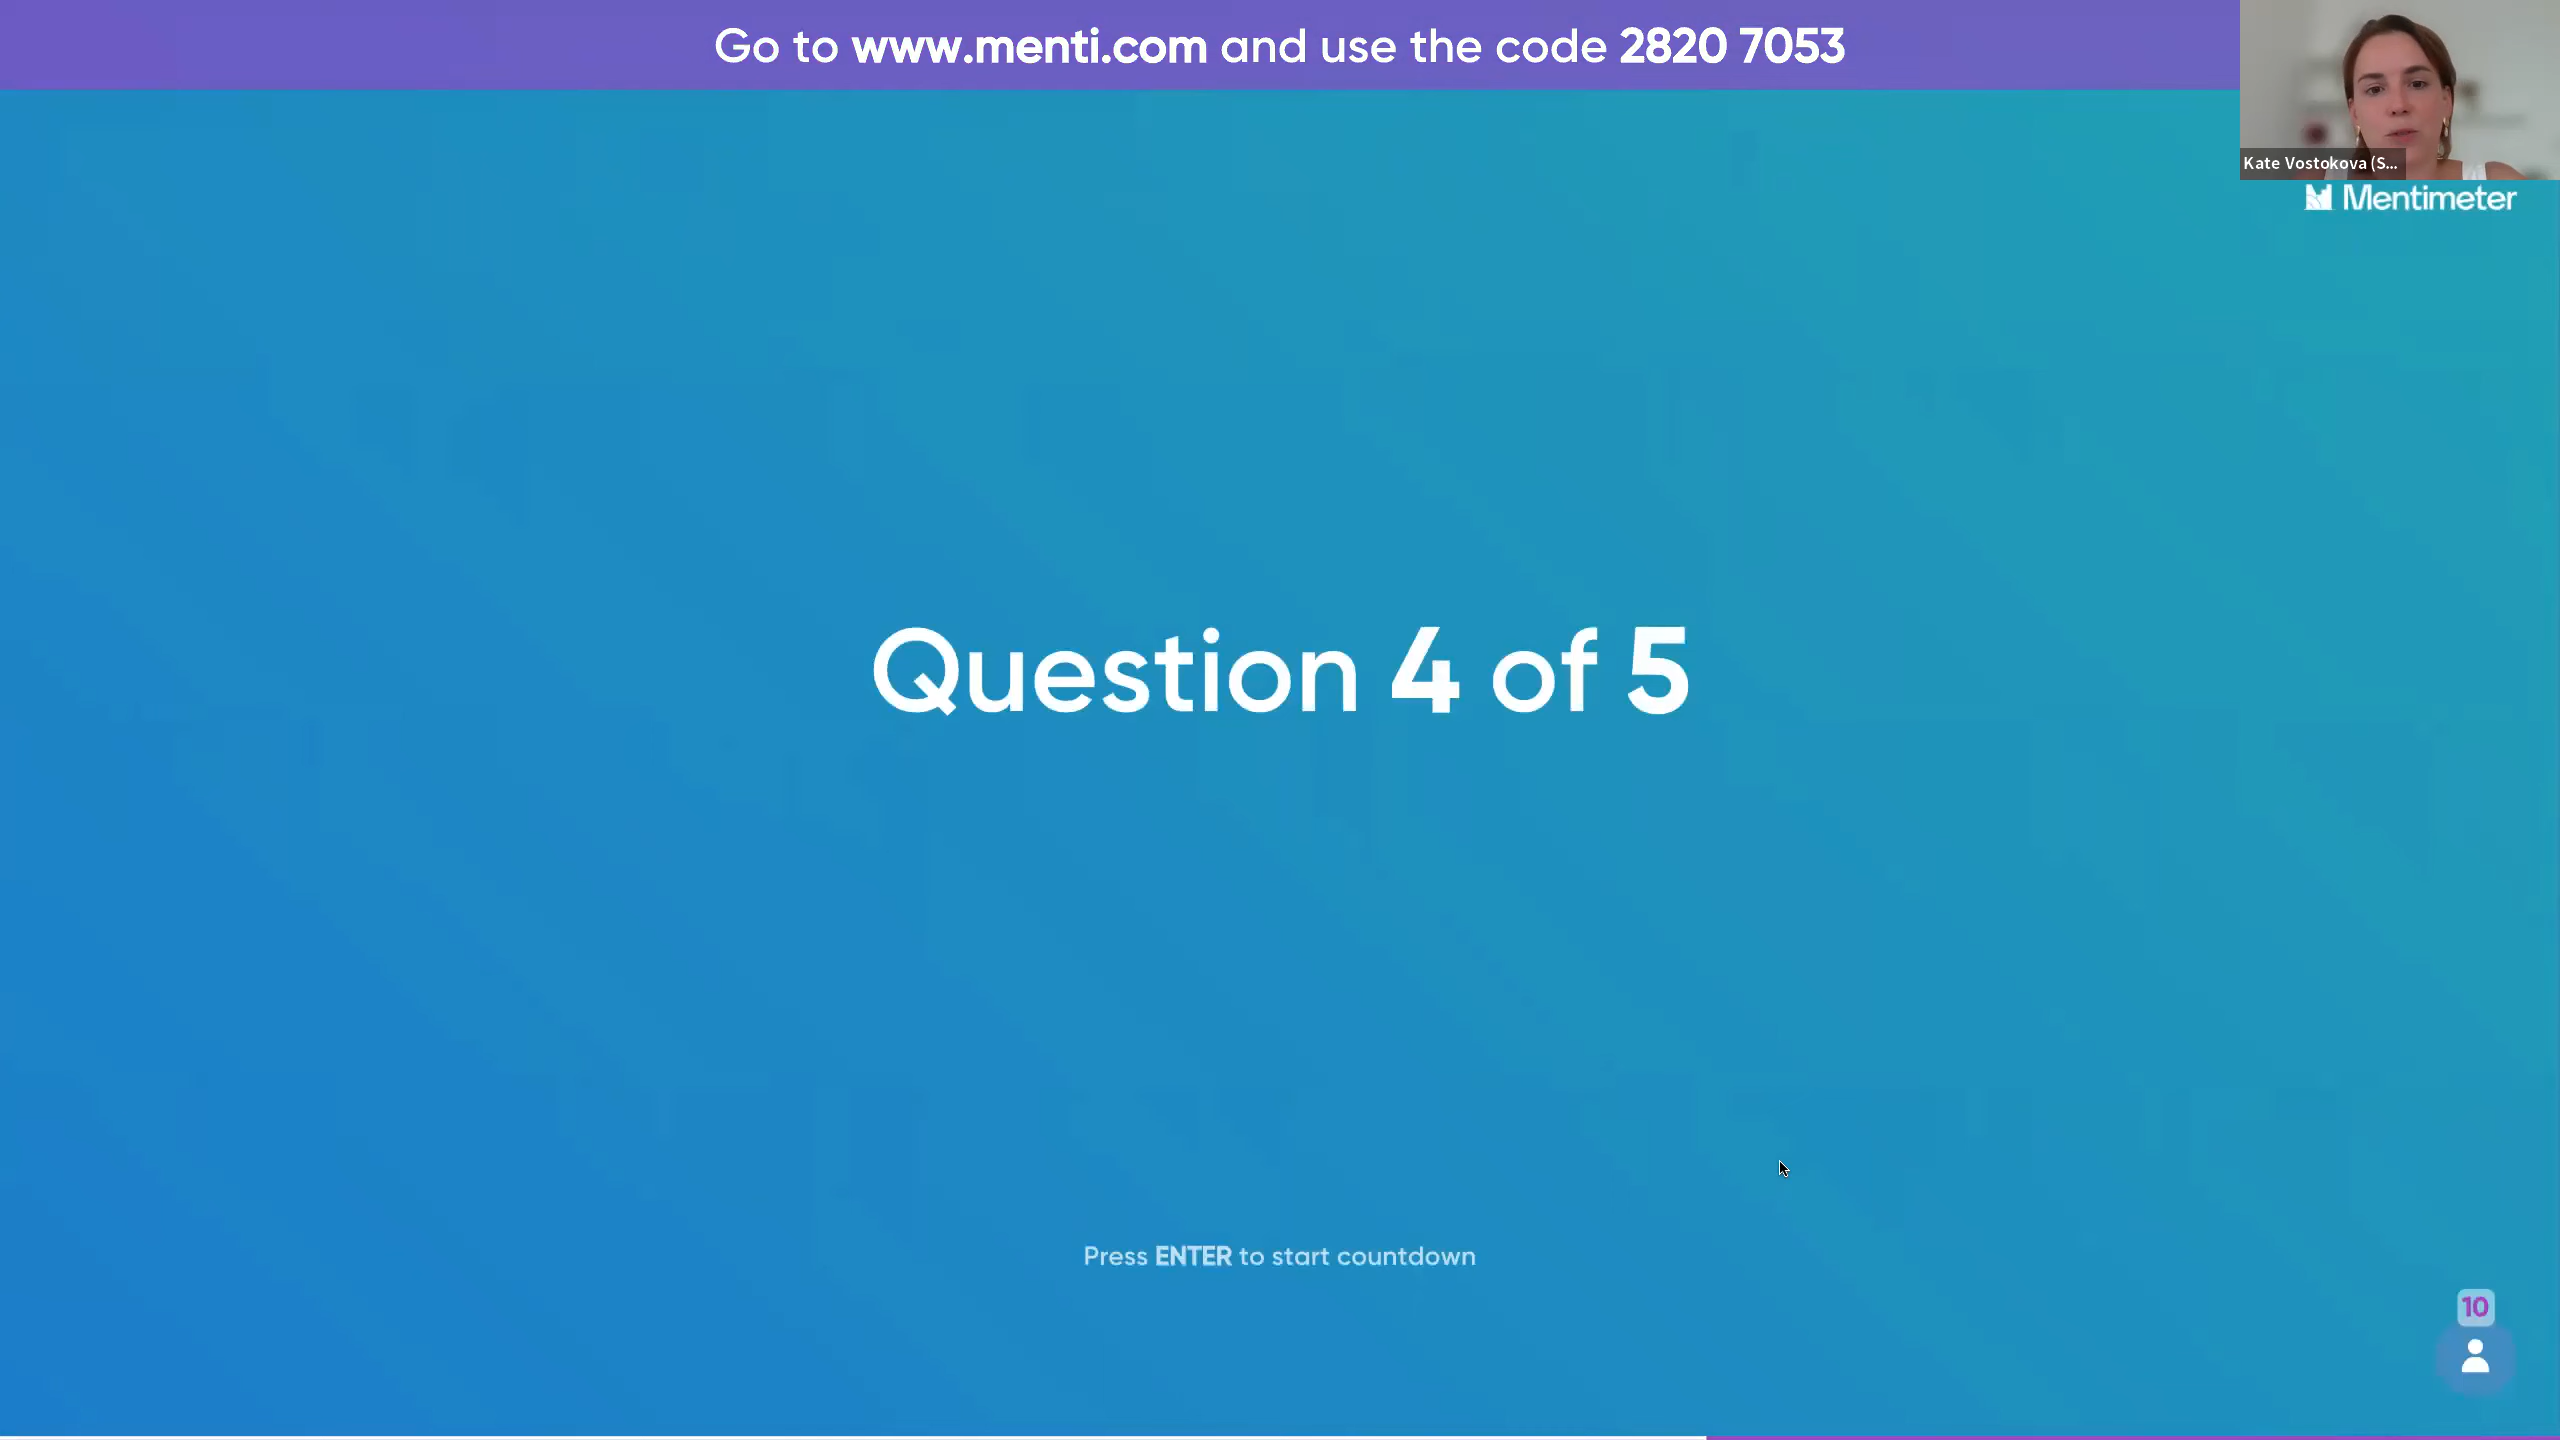 Go to www.menti.com and use the code 2820 7053
Kate Vostokova (S...
Mentimeter
Question 4 of 5
Press ENTER to start countdown
10